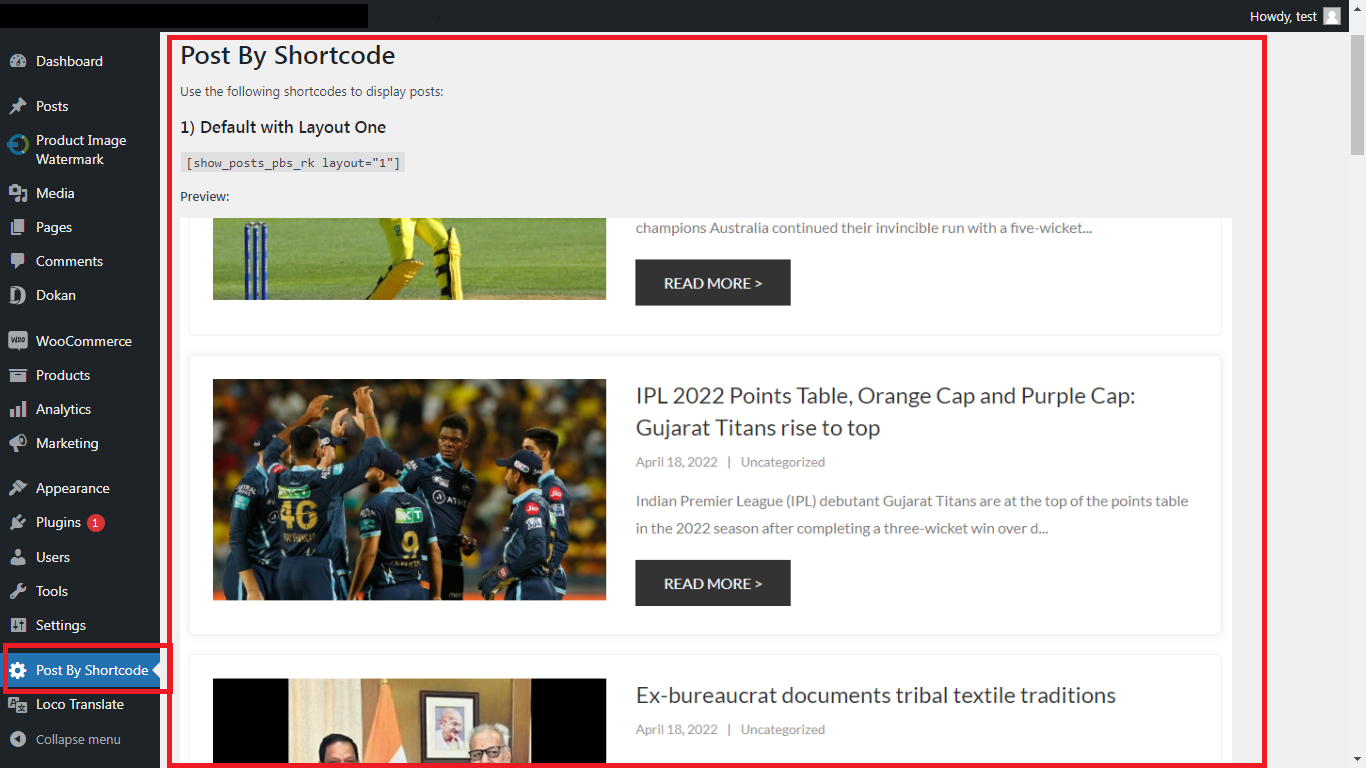 Howdy, test
Dashboard
Posts
Product Image
Watermark
Media
Pages
Comments
Dokan
WOO WooCommerce
Products
Analytics
Marketing
Appearance
Plugins 1
Users
Tools
Settings
Post By Shortcode
Loco Translate
Collapse menu
Post By Shortcode
Use the following shortcodes to display posts:
1) Default with Layout One
[show_posts_pbs_rk layout="1"]
Preview:
champions Australia continued their invincible run with a five-wicket...
READ MORE >
46
9
Jio
Jio
IPL 2022 Points Table, Orange Cap and Purple Cap:
Gujarat Titans rise to top
April 18, 2022 | Uncategorized
Indian Premier League (IPL) debutant Gujarat Titans are at the top of the points table
in the 2022 season after completing a three-wicket win over d...
READ MORE >
Ex-bureaucrat documents tribal textile traditions
April 18, 2022 | Uncategorized